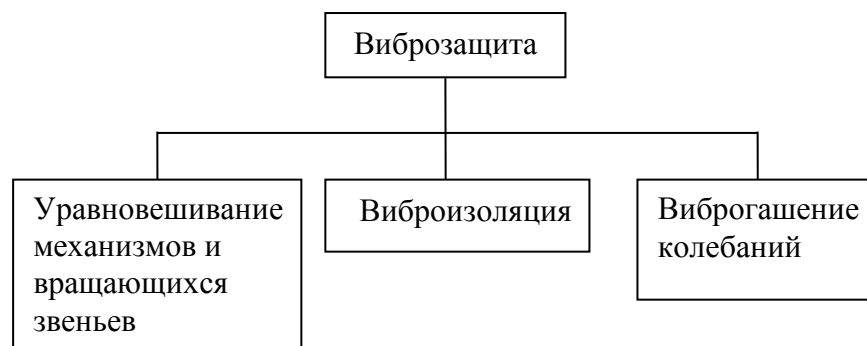 Виброзащита
Уравновешивание
механизмов и
вращающихся
звеньев
Виброизоляция
Виброгашение
колебаний